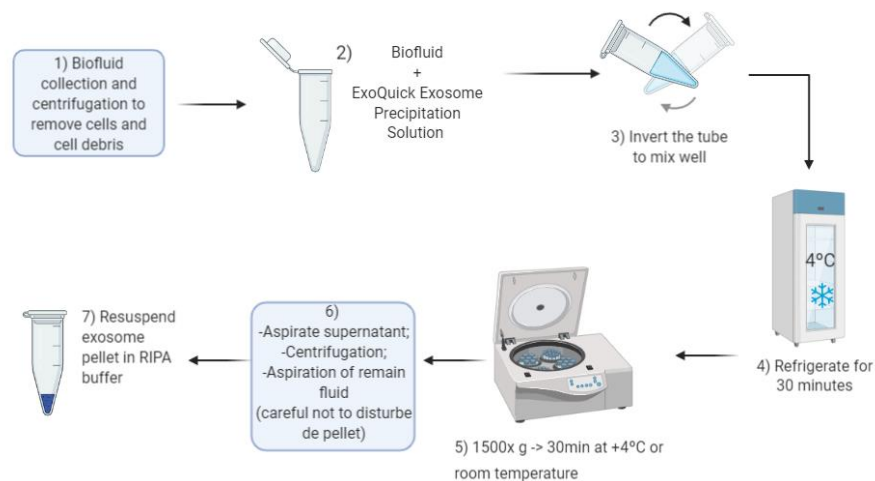 1) Biofluid
collection and
centrifugation to
remove cells and
cell debris
2)
Biofluid
+
ExoQuick Exosome
Precipitation
Solution
3) Invert the tube
to mix well
4ºC
4) Refrigerate for
30 minutes
5) 1500x g -> 30min at +4ºC or
room temperature
6)
-Aspirate supernatant;
-Centrifugation;
-Aspiration of remain
fluid
(careful not to disturbe
de pellet)
7) Resuspend
exosome
pellet in RIPA
buffer